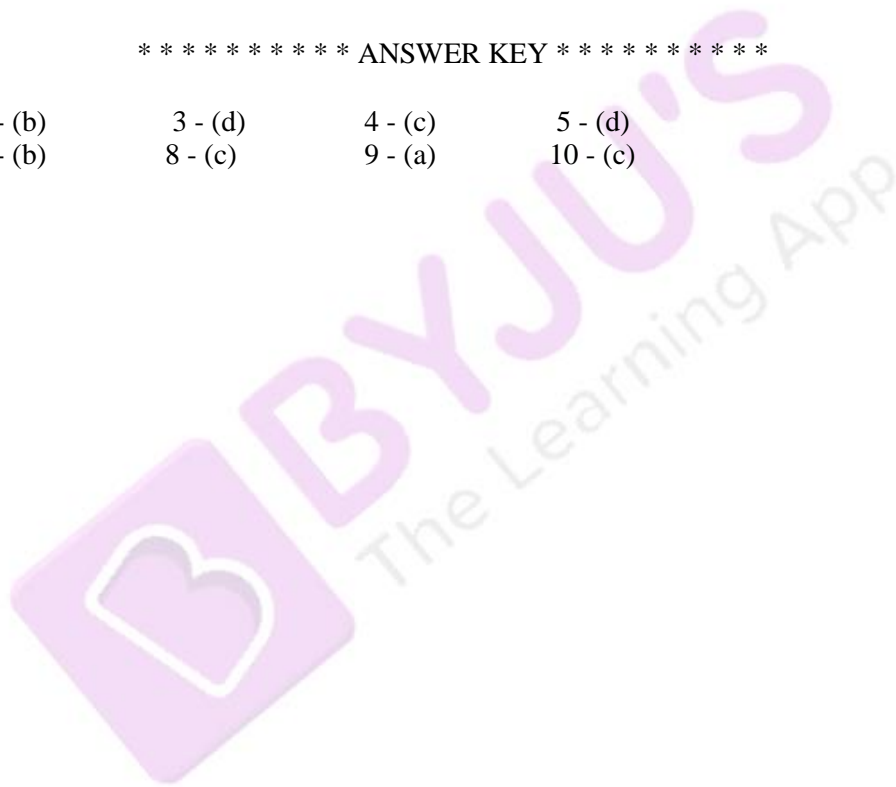 * * * * * * * * * * ANSWER KEY * * * * * * * * * *
- (b) 3 - (d) 4 - (c) 5 - (d)
- (b) 8 - (c) 9 - (a) 10 - (c)
BYJU'S
The Learning App